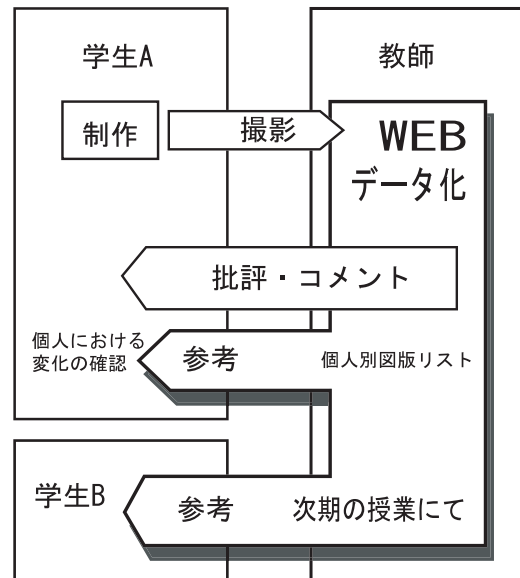 学生A
教師
制作
撮影
WEB
データ化
批評・コメント
個人における
変化の確認
参考
個人別図版リスト
学生B
参考
次期の授業にて